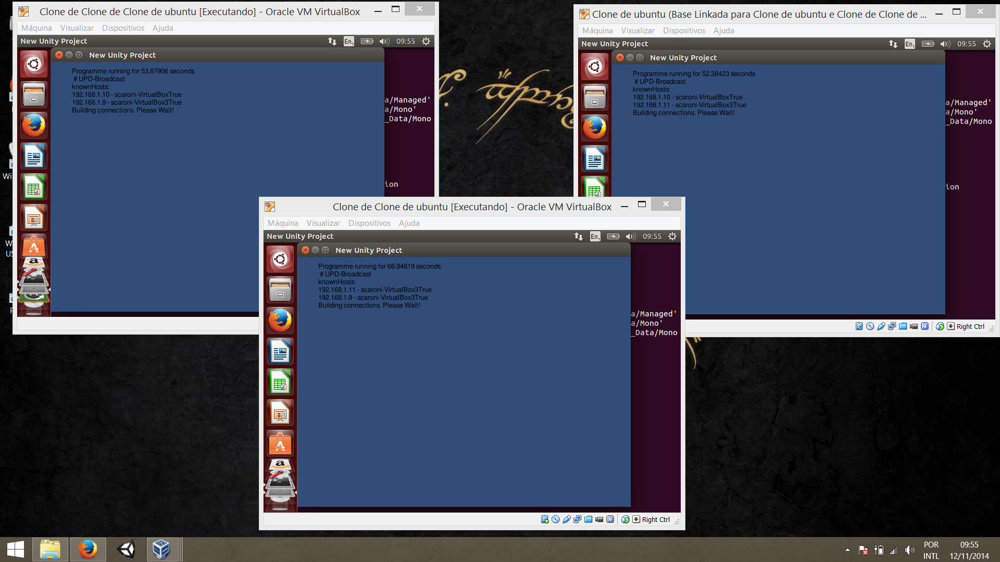 Clone de Clone de Clone de ubuntu [Executando] - Oracle VM VirtualBox
Máquina Visualizar Dispositivos Ajuda
New Unity Project
En1
09:55
New Unity Project
Programme running for 53.87906 seconds
# UPD-Broadcast
knownHosts:
192.168.1.10 - scaroni-VirtualBoxTrue
192.168.1.9 - scaroni-VirtualBox3True
Building connections. Please Wait!
a/Managed'
a/Mono'
_Data/Mono
ion
Clone de ubuntu (Base Linkada para Clone de ubuntu e Clone de Clone de ...
Máquina Visualizar Dispositivos Ajuda
New Unity Project
En1
09:55
New Unity Project
Programme running for 52.38423 seconds
# UPD-Broadcast
knownHosts:
192.168.1.10 - scaroni-VirtualBoxTrue
192.168.1.11 - scaroni-VirtualBox3True
Building connections. Please Wait!
a/Managed'
a/Mono'
_Data/Mono
ion
Right Ctrl
Clone de Clone de ubuntu [Executando] - Oracle VM VirtualBox
Máquina Visualizar Dispositivos Ajuda
New Unity Project
En1
09:55
New Unity Project
Programme running for 66.94819 seconds
# UPD-Broadcast
knownHosts:
192.168.1.11 - scaroni-VirtualBox3True
192.168.1.9 - scaroni-VirtualBox3True
Building connections. Please Wait!
a/Managed'
a/Mono'
_Data/Mono
Right Ctrl
Wi
W
US
POR
INTL
09:55
12/11/2014